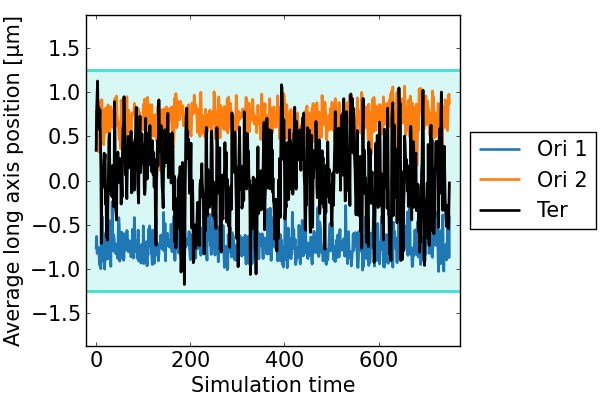 Average long axis position [μm]
1.5
1.0
0.5
0.0
−0.5
−1.0
−1.5
0
200
400
600
Simulation time
Ori 1
Ori 2
Ter